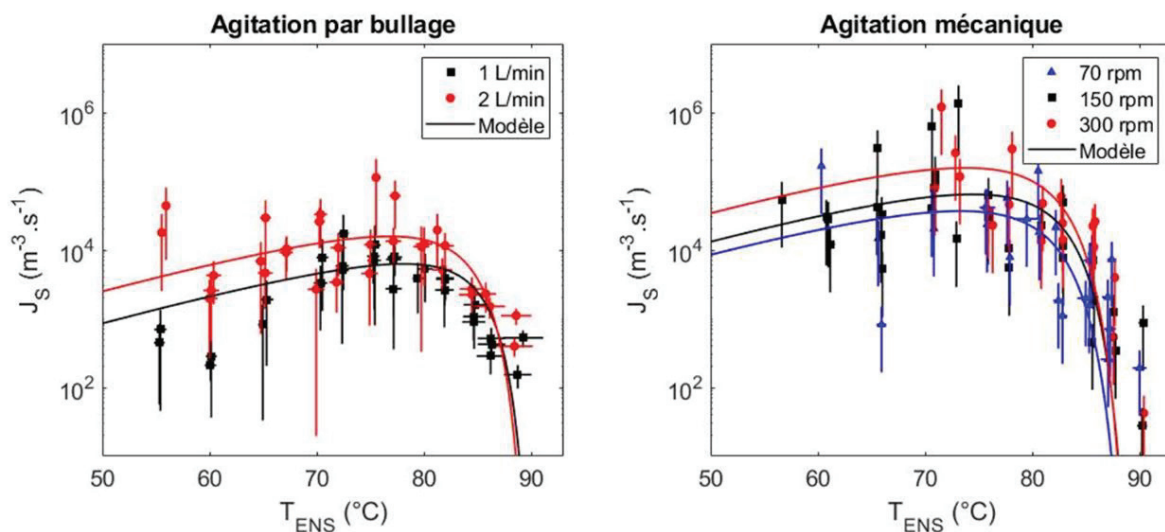 Agitation par bullage
1 L/min
2 L/min
Modèle
10^6
10^4
10^2
J_S (m^-3.s^-1)
50 60 70 80 90
T_ENS (°C)
Agitation mécanique
70 rpm
150 rpm
300 rpm
Modèle
10^6
10^4
10^2
J_S (m^-3.s^-1)
50 60 70 80 90
T_ENS (°C)